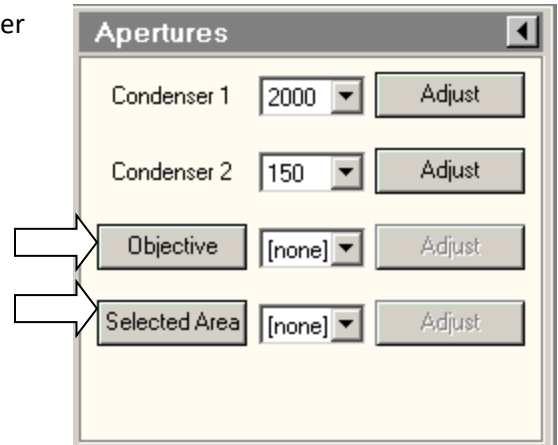 er
Apertures
Condenser 1 2000 Adjust
Condenser 2 150 Adjust
Objective [none] Adjust
Selected Area [none] Adjust